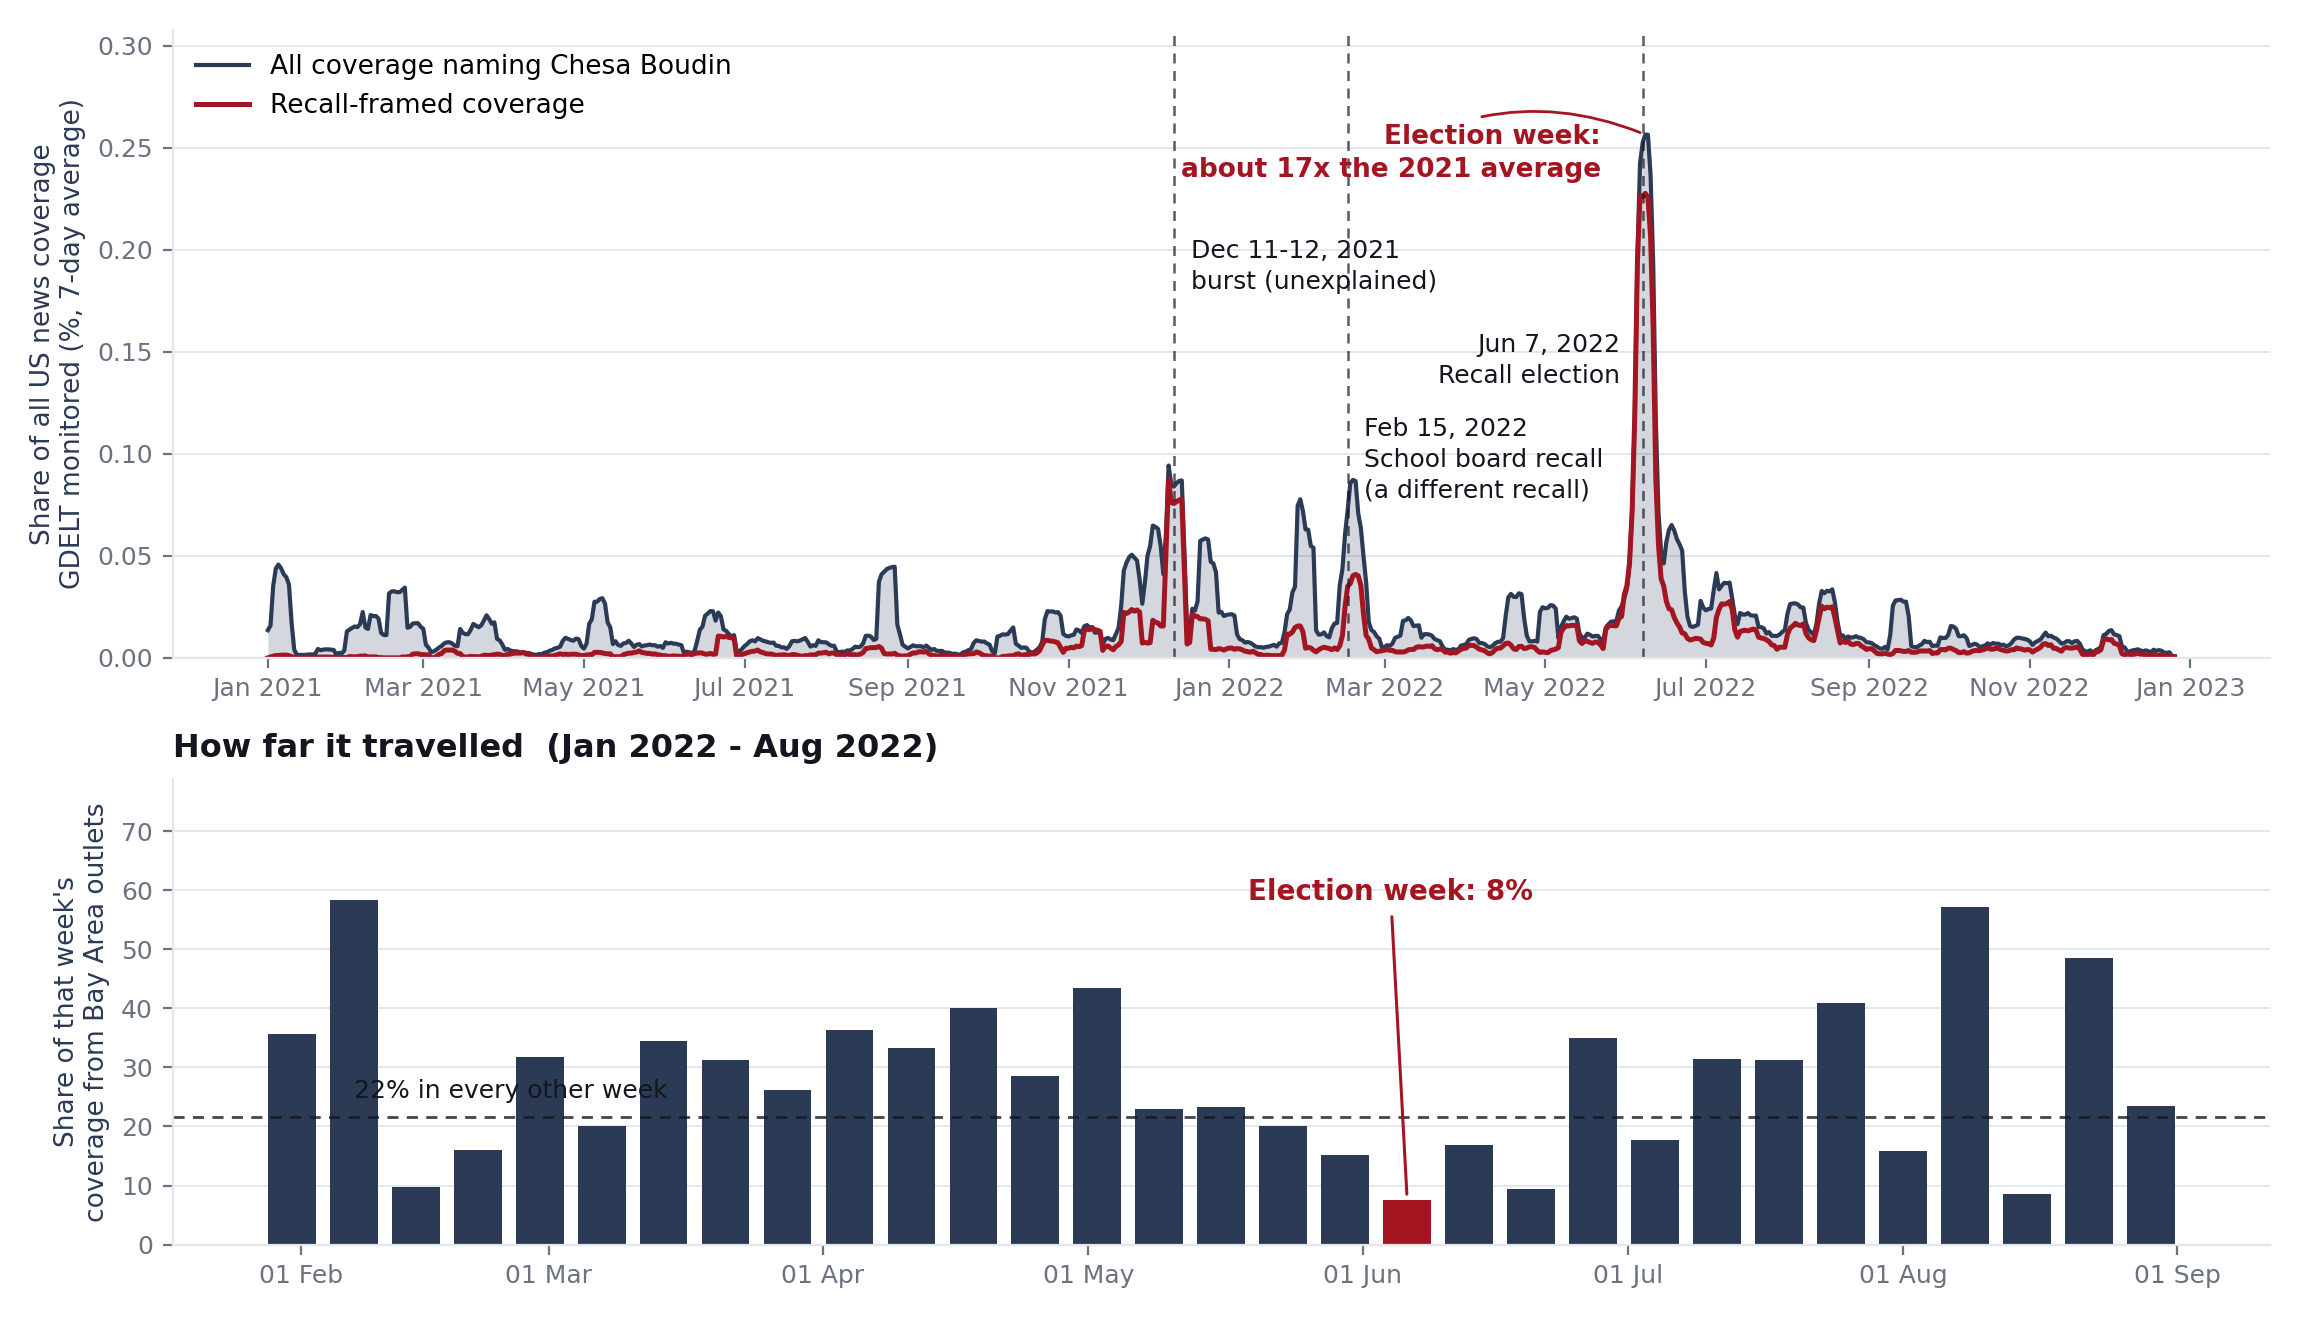 0.30
0.25
0.20
0.15
0.10
0.05
0.00
Share of all US news coverage
GDELT monitored (%, 7-day average)
All coverage naming Chesa Boudin
Recall-framed coverage
Election week:
about 17x the 2021 average
Dec 11-12, 2021
burst (unexplained)
Jun 7, 2022
Recall election
Feb 15, 2022
School board recall
(a different recall)
Jan 2021 Mar 2021 May 2021 Jul 2021 Sep 2021 Nov 2021 Jan 2022 Mar 2022 May 2022 Jul 2022 Sep 2022 Nov 2022 Jan 2023
How far it travelled (Jan 2022 - Aug 2022)
70
60
50
40
30
20
10
0
Share of that week's
coverage from Bay Area outlets
Election week: 8%
22% in every other week
01 Feb 01 Mar 01 Apr 01 May 01 Jun 01 Jul 01 Aug 01 Sep